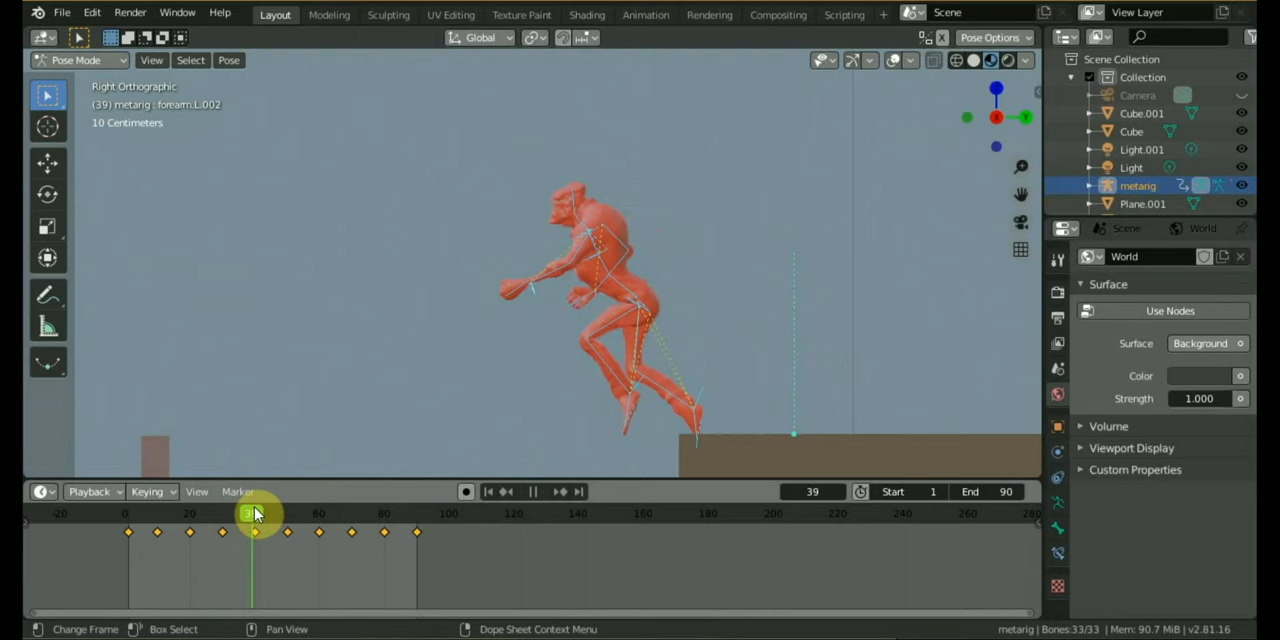 File Edit Render Window Help Layout Modeling Sculpting UV Editing Texture Paint Shading Animation Rendering Compositing Scripting + Scene View Layer
Global X Pose Options
Pose Mode View Select Pose
Right Orthographic
(39) metarig : forearm.L.002
10 Centimeters
Scene Collection
Collection
Camera
Cube.001
Cube
Light.001
Light
metarig
Plane.001
Scene World
World
Surface
Use Nodes
Surface Background
Color
Strength 1.000
Volume
Viewport Display
Custom Properties
Playback Keying View Marker 39 Start 1 End 90
-20 0 20 60 80 100 120 140 160 180 200 220 240 260 280
Change Frame Box Select Pan View Dope Sheet Context Menu metarig | Bones:33/33 | Mem: 90.7 MiB | v2.81.16